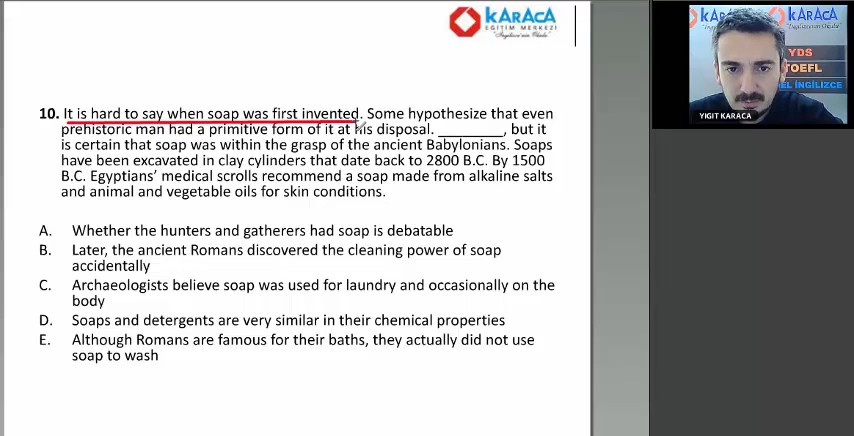 KARACA
EĞİTİM MERKEZİ
"İngilizce'nin Okulu"
10. It is hard to say when soap was first invented. Some hypothesize that even
prehistoric man had a primitive form of it at his disposal. ________, but it
is certain that soap was within the grasp of the ancient Babylonians. Soaps
have been excavated in clay cylinders that date back to 2800 B.C. By 1500
B.C. Egyptians’ medical scrolls recommend a soap made from alkaline salts
and animal and vegetable oils for skin conditions.
A. Whether the hunters and gatherers had soap is debatable
B. Later, the ancient Romans discovered the cleaning power of soap
accidentally
C. Archaeologists believe soap was used for laundry and occasionally on the
body
D. Soaps and detergents are very similar in their chemical properties
E. Although Romans are famous for their baths, they actually did not use
soap to wash
KARACA
YDS
TOEFL
EL İNGİLİZCE
YIGIT KARACA